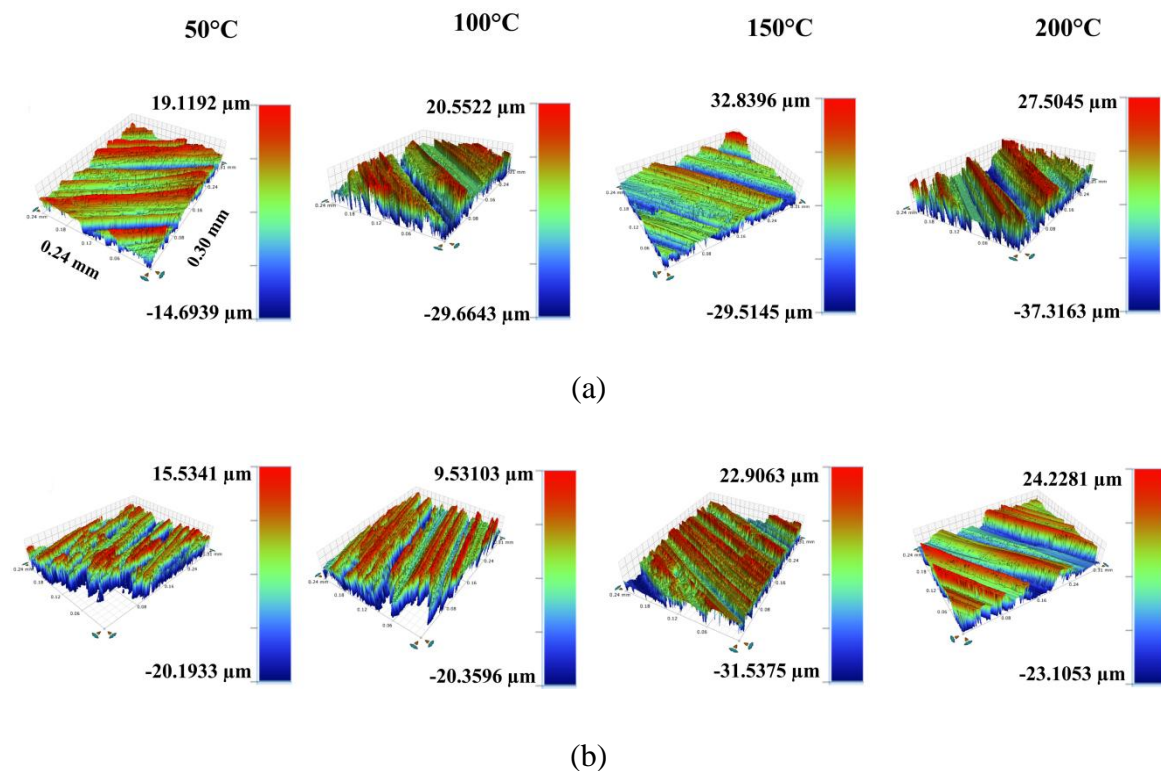 50°C 100°C 150°C 200°C
19.1192 µm 20.5522 µm 32.8396 µm 27.5045 µm
0.24 mm 0.30 mm
-14.6939 µm -29.6643 µm -29.5145 µm -37.3163 µm
(a)
15.5341 µm 9.53103 µm 22.9063 µm 24.2281 µm
-20.1933 µm -20.3596 µm -31.5375 µm -23.1053 µm
(b)